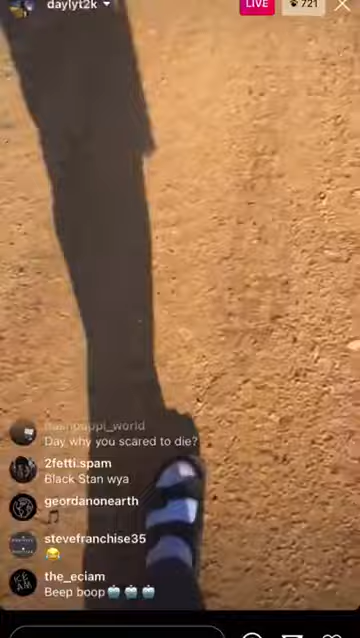 daylyt2k
LIVE
721
hashpuppi_world
Day why you scared to die?
2fetti.spam
Black Stan wya
geordanonearth
🎵
stevefranchise35
😂
the_eciam
Beep boop🤖🤖🤖